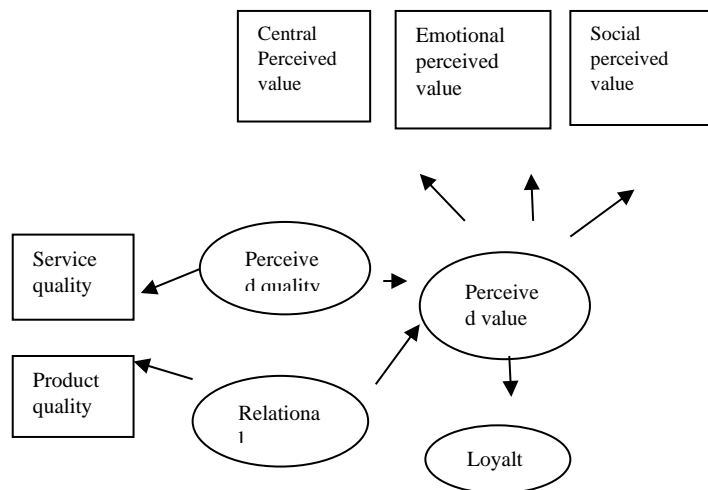 Central
Perceived
value
Emotional
perceived
value
Social
perceived
value
Service
quality
Perceive
d quality
Perceive
d value
Product
quality
Relationa
l
Loyalt